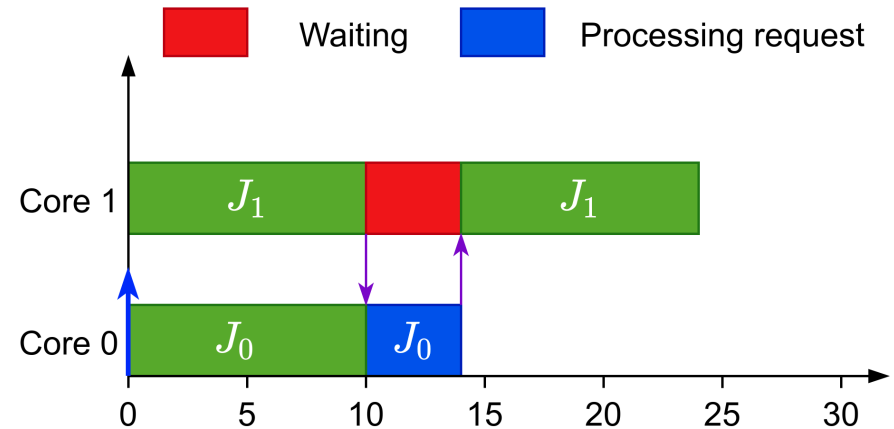 Waiting Processing request
Core 1 J₁ J₁
Core 0 J₀ J₀
0 5 10 15 20 25 30